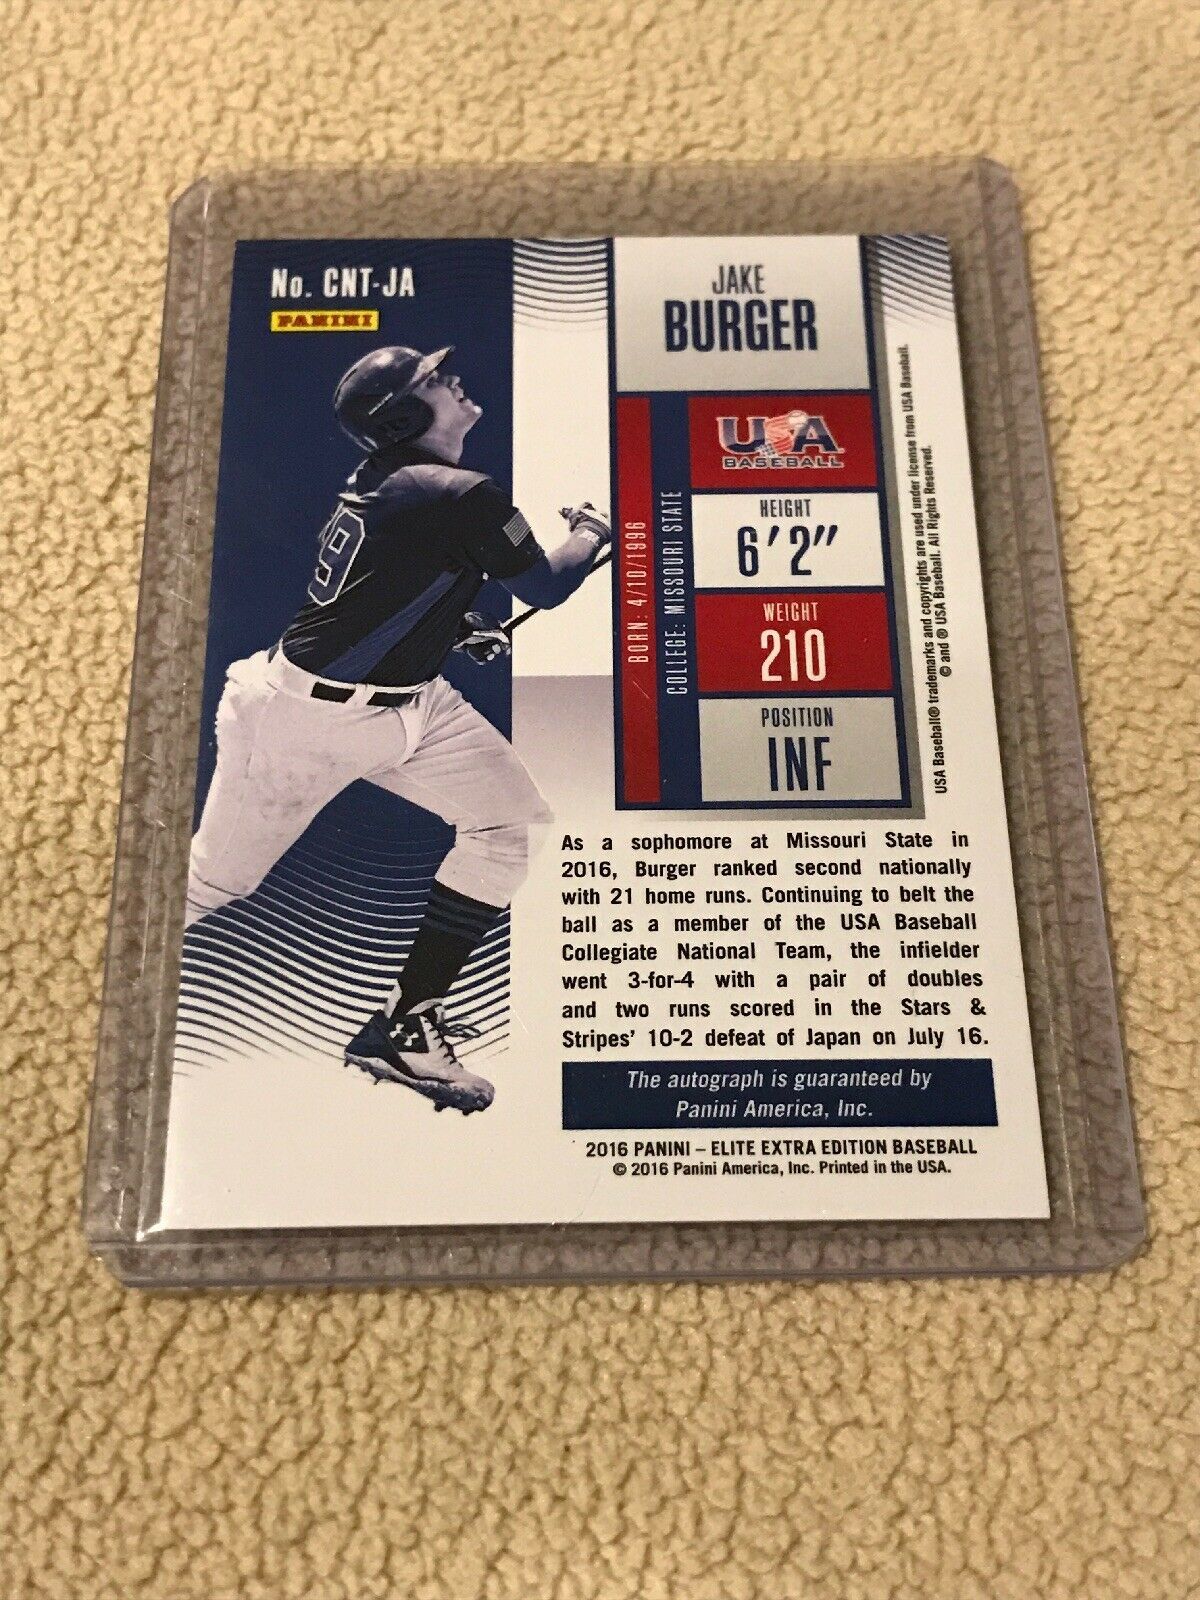 No. CNT-JA
PANINI
JAKE
BURGER
USA
BASEBALL
BORN: 4/10/1996
COLLEGE: MISSOURI STATE
HEIGHT
6'2"
WEIGHT
210
POSITION
INF
USA Baseball® trademarks and copyrights are used under license from USA Baseball.
© and ® USA Baseball. All Rights Reserved.
9
As a sophomore at Missouri State in
2016, Burger ranked second nationally
with 21 home runs. Continuing to belt the
ball as a member of the USA Baseball
Collegiate National Team, the infielder
went 3-for-4 with a pair of doubles
and two runs scored in the Stars &
Stripes' 10-2 defeat of Japan on July 16.
The autograph is guaranteed by
Panini America, Inc.
2016 PANINI – ELITE EXTRA EDITION BASEBALL
© 2016 Panini America, Inc. Printed in the USA.